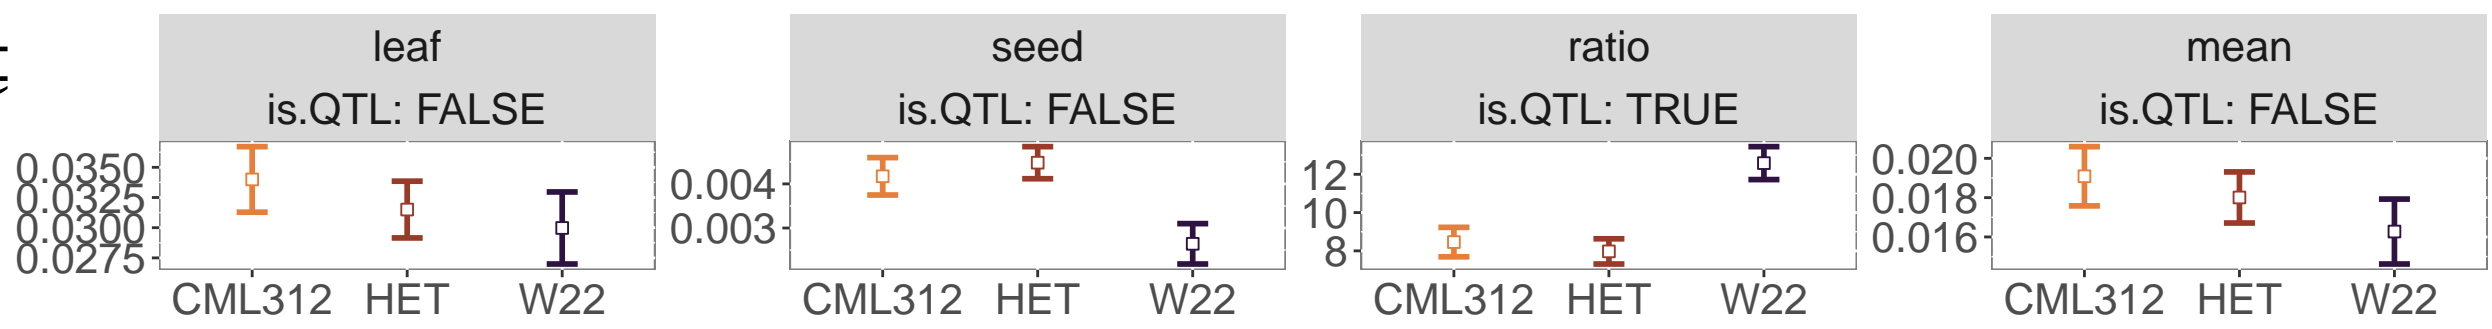 leaf
is.QTL: FALSE
0.0350
0.0325
0.0300
0.0275
CML312 HET W22
seed
is.QTL: FALSE
0.004
0.003
CML312 HET W22
ratio
is.QTL: TRUE
12
10
8
CML312 HET W22
mean
is.QTL: FALSE
0.020
0.018
0.016
CML312 HET W22